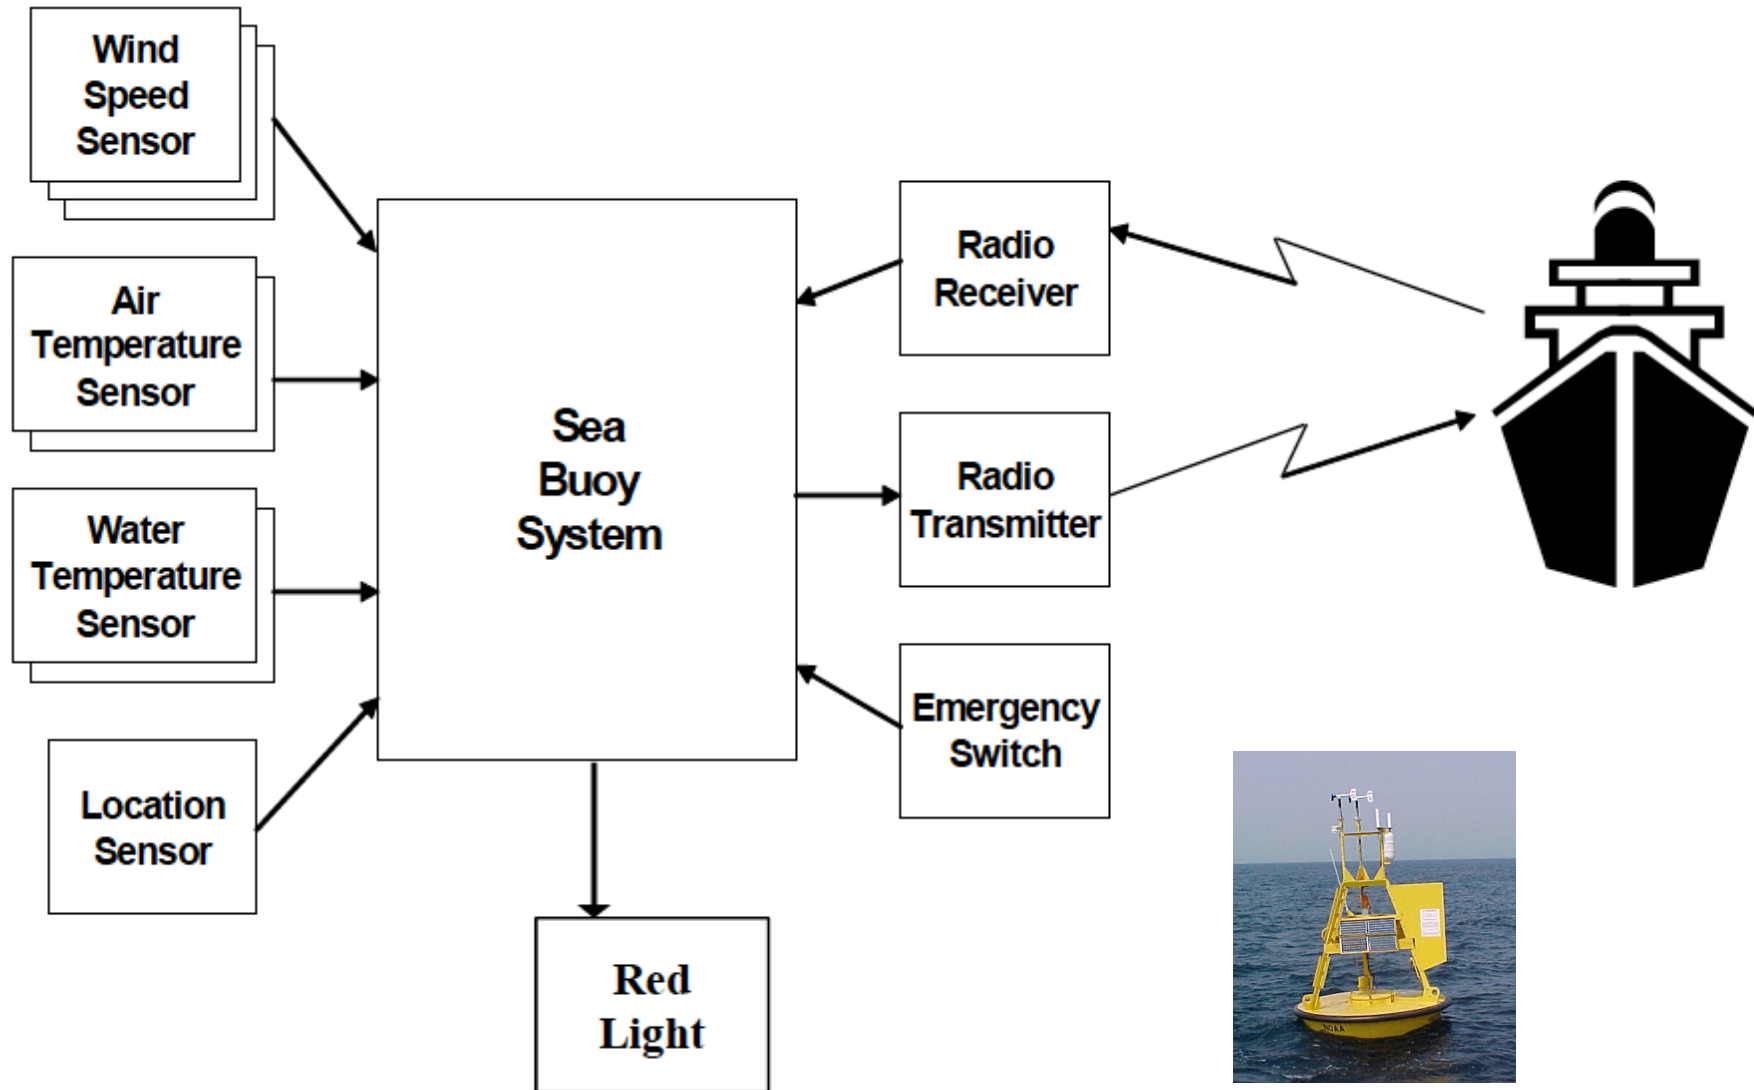 Wind
Speed
Sensor
Air
Temperature
Sensor
Water
Temperature
Sensor
Location
Sensor
Sea
Buoy
System
Red
Light
Radio
Receiver
Radio
Transmitter
Emergency
Switch
NOAA